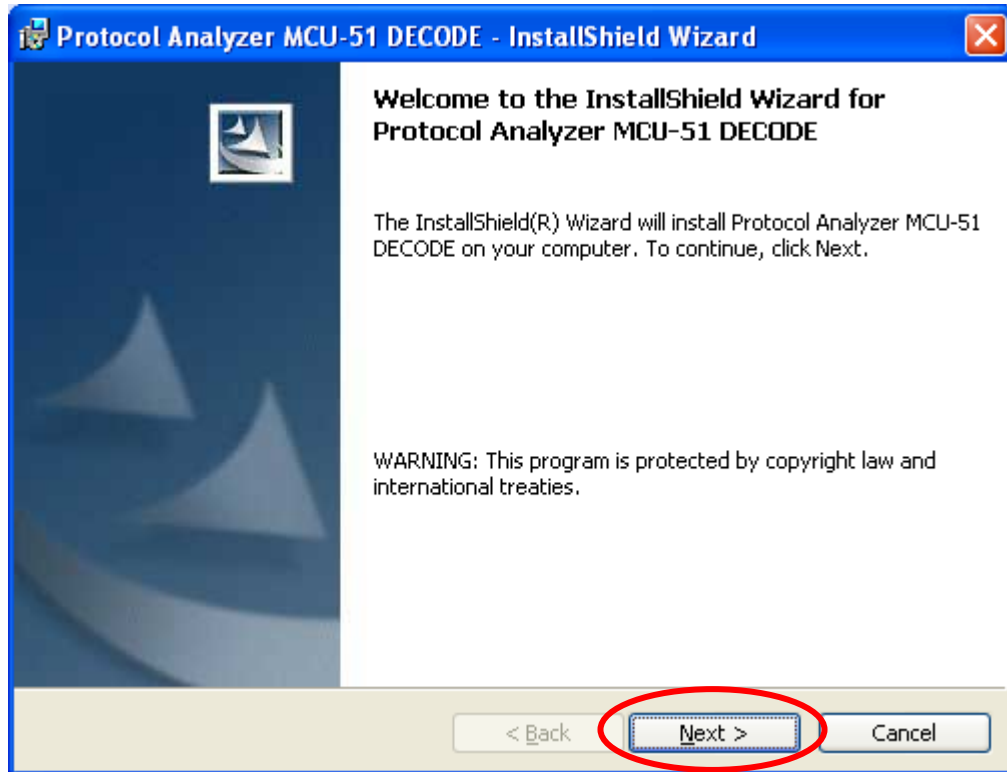 Protocol Analyzer MCU-51 DECODE - InstallShield Wizard
Welcome to the InstallShield Wizard for
Protocol Analyzer MCU-51 DECODE
The InstallShield(R) Wizard will install Protocol Analyzer MCU-51
DECODE on your computer. To continue, click Next.
WARNING: This program is protected by copyright law and
international treaties.
< Back Next > Cancel